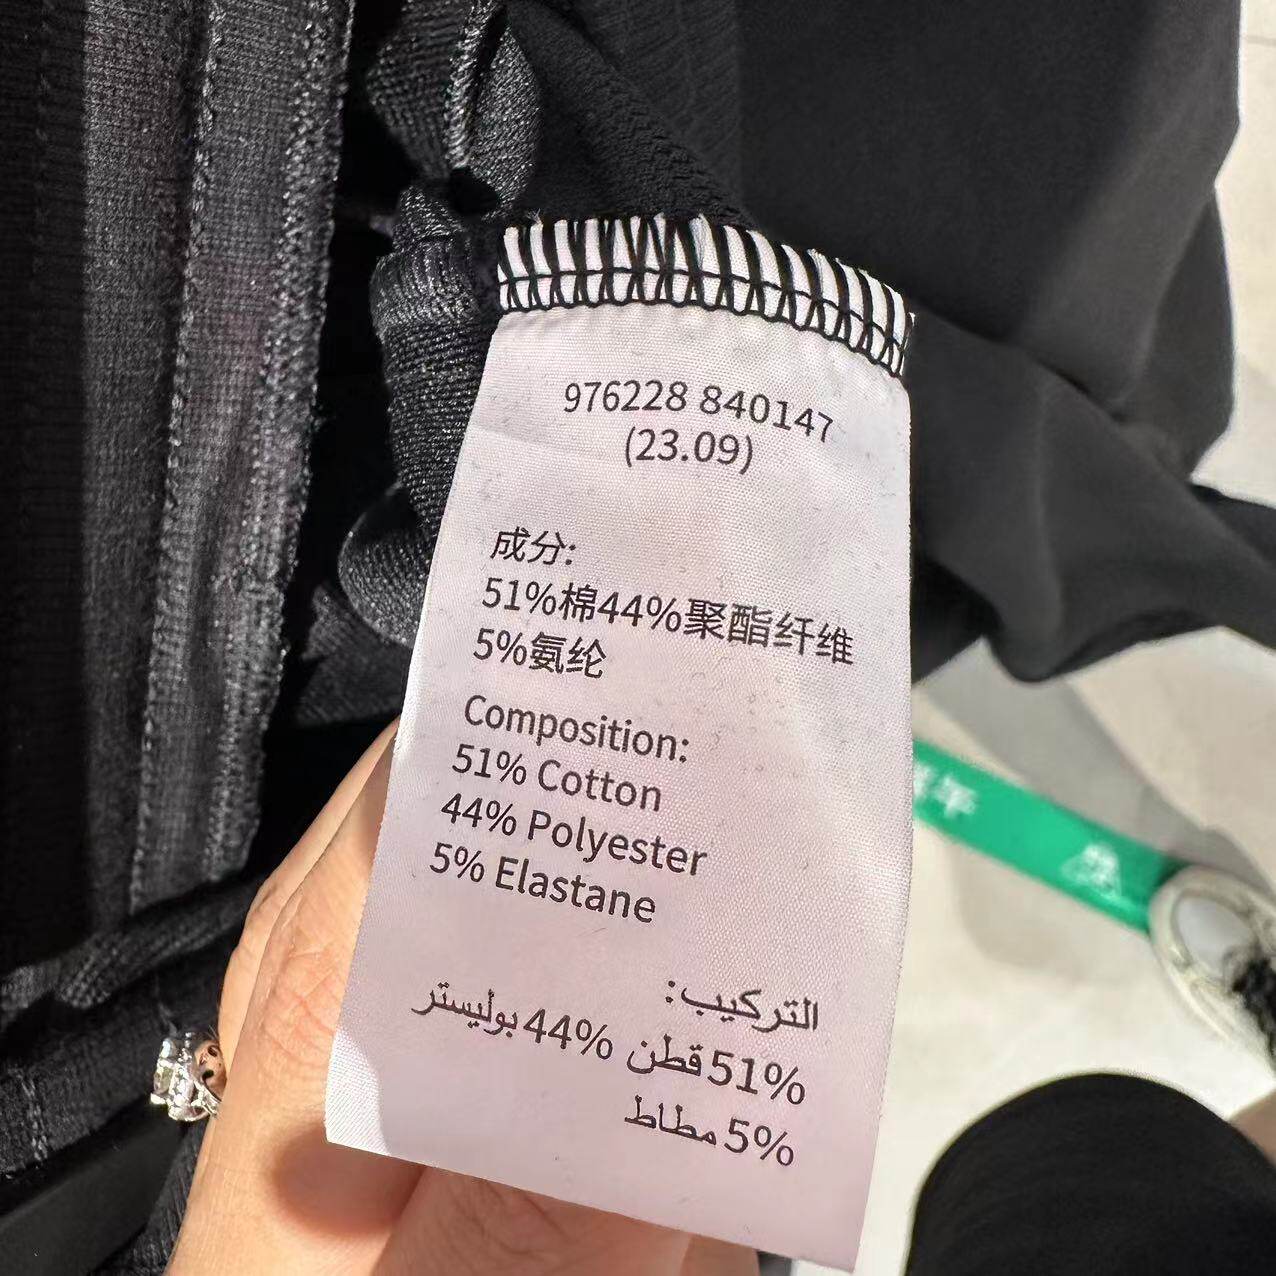 976228 840147
(23.09)
成分:
51%棉44%聚酯纤维
5%氨纶
Composition:
51% Cotton
44% Polyester
5% Elastane
التركيب:
51% قطن 44% بوليستر
5% مطاط